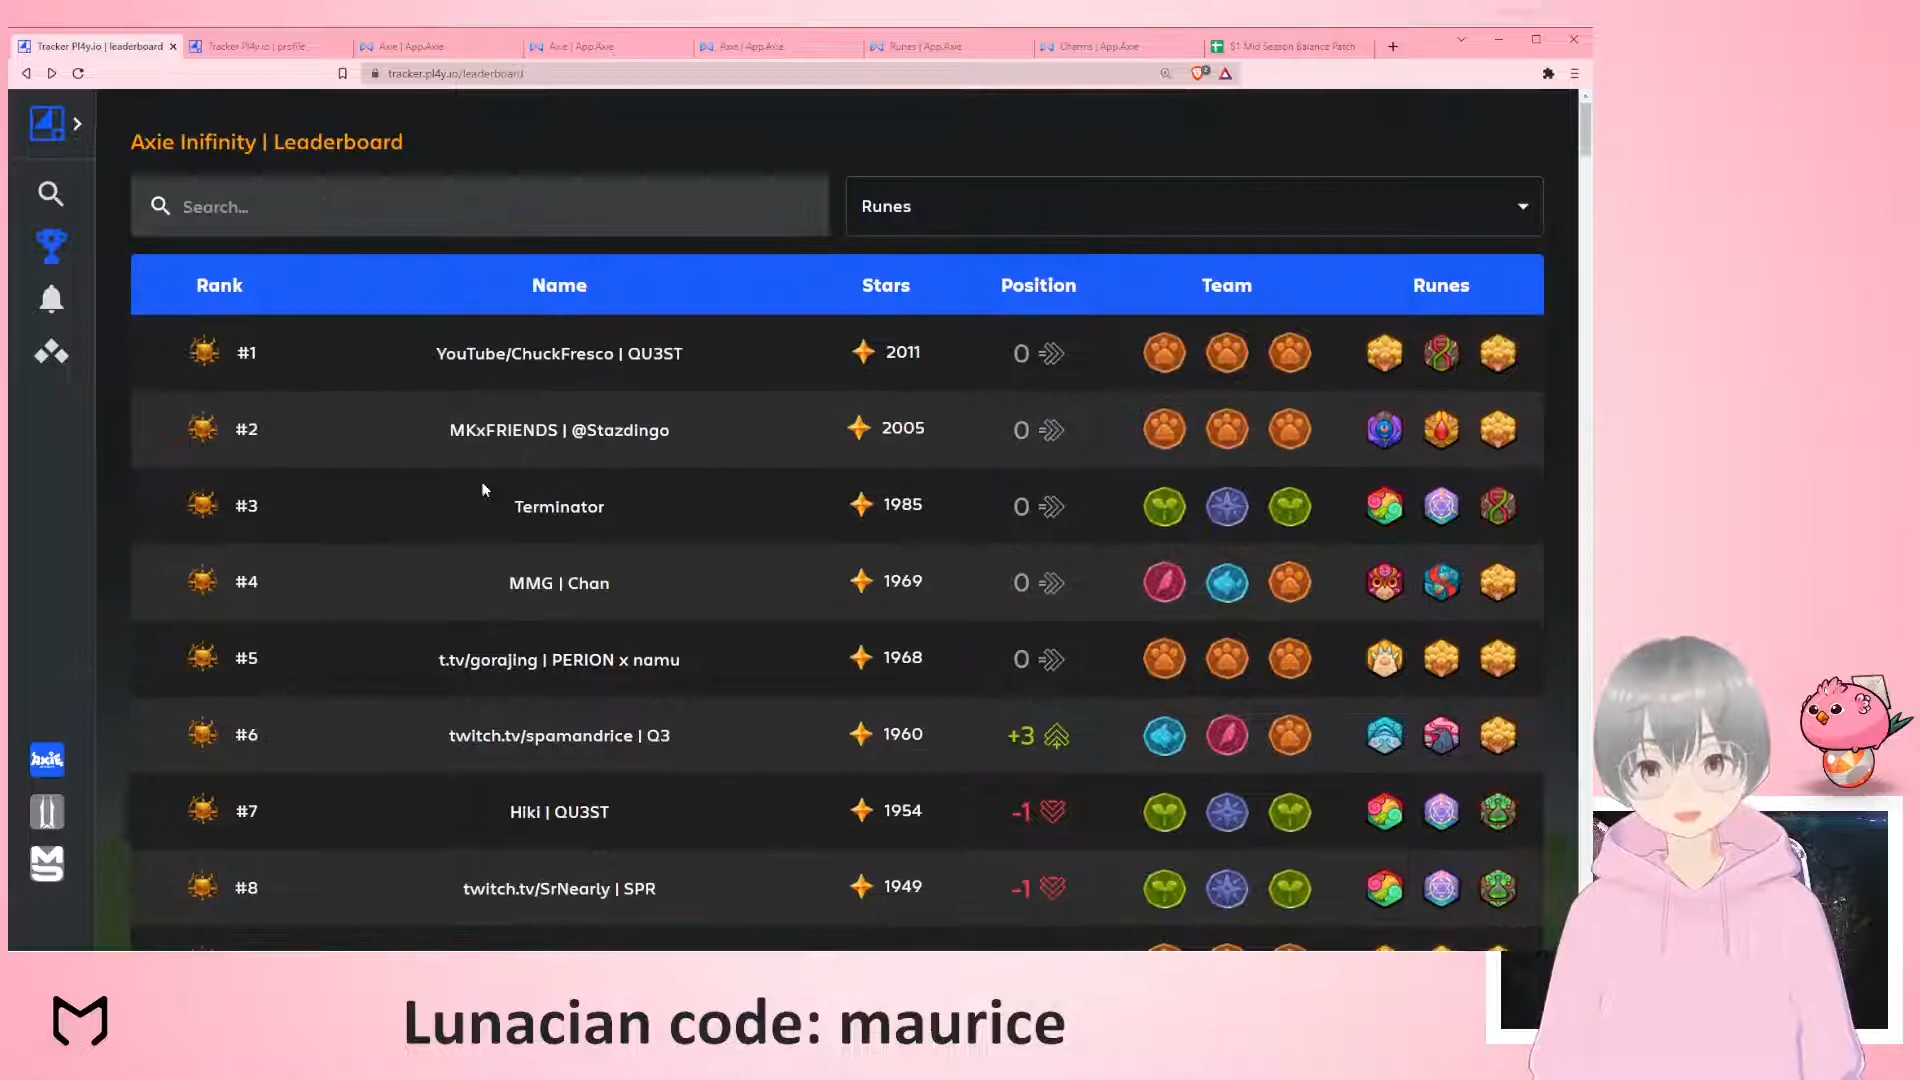 Tracker Pl4y.io | leaderboard
Tracker Pl4y.io | profile
Axie | App.Axie
Axie | App.Axie
Axie | App.Axie
Runes | App.Axie
Charms | App.Axie
S1 Mid Season Balance Patch
tracker.pl4y.io/leaderboard
2
Axie Inifinity | Leaderboard
Search...
Runes
Rank Name Stars Position Team Runes
#1 YouTube/ChuckFresco | QU3ST 2011 0
#2 MKxFRIENDS | @Stazdingo 2005 0
#3 Terminator 1985 0
#4 MMG | Chan 1969 0
#5 t.tv/gorajing | PERION x namu 1968 0
#6 twitch.tv/spamandrice | Q3 1960 +3
#7 Hiki | QU3ST 1954 -1
#8 twitch.tv/SrNearly | SPR 1949 -1
Axie
Lunacian code: maurice